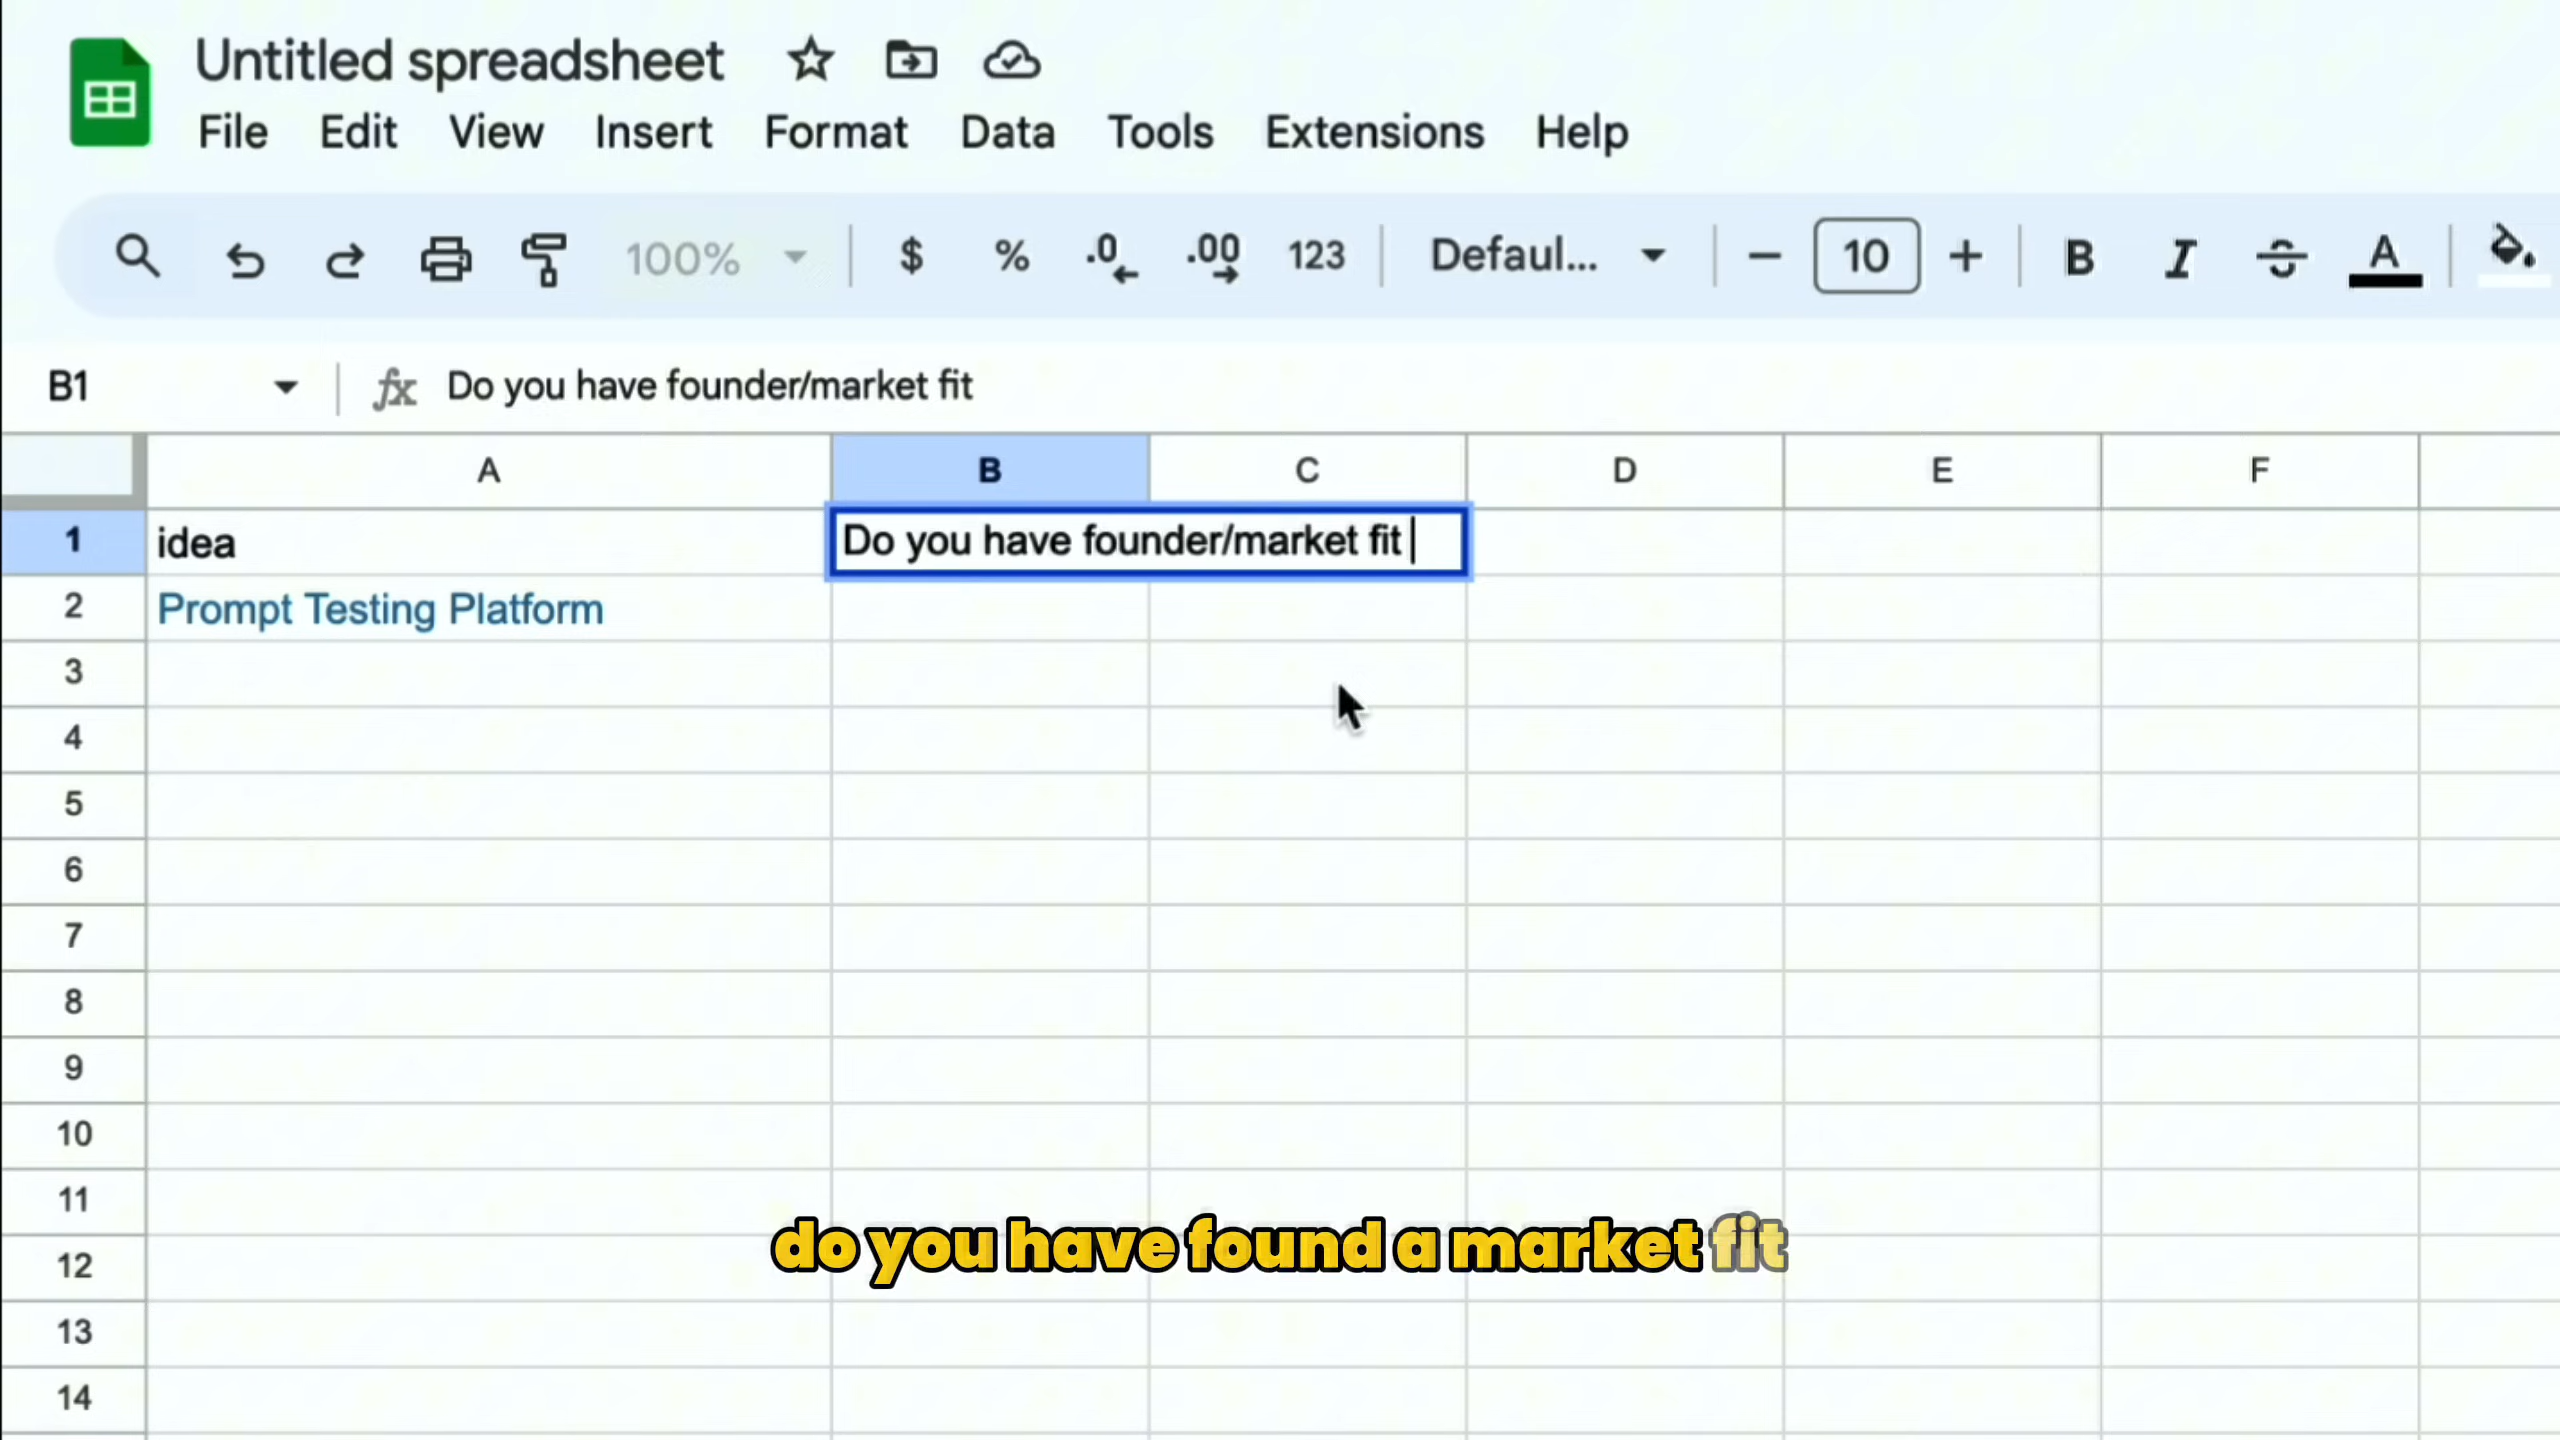 Untitled spreadsheet
File Edit View Insert Format Data Tools Extensions Help
100% $ % .0 .00 123 Defaul... − 10 + B I S A
B1 fx Do you have founder/market fit
A B C D E F
1 idea Do you have founder/market fit
2 Prompt Testing Platform
3
4
5
6
7
8
9
10
11
12
13
14
do you have found a market fit